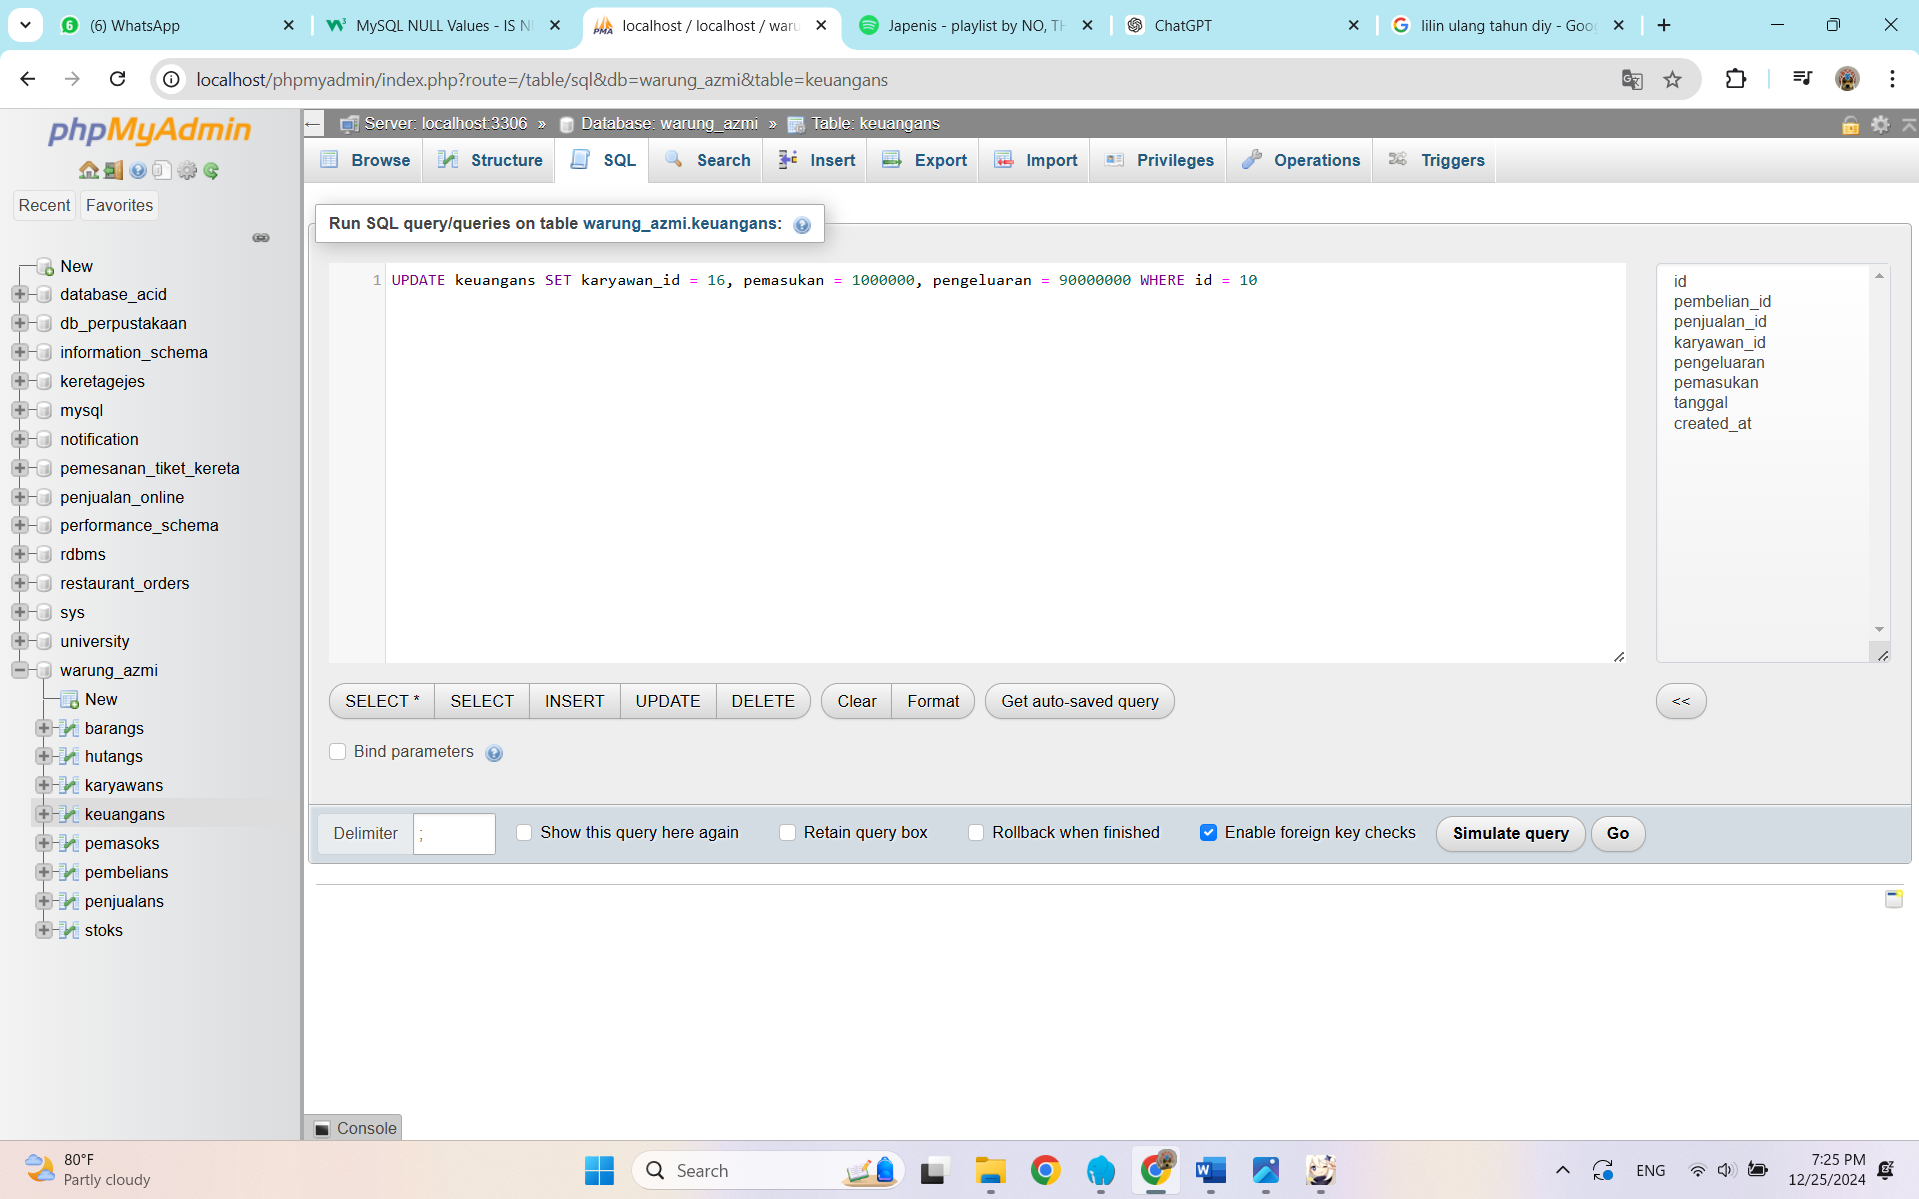 (6) WhatsApp
MySQL NULL Values - IS N
localhost / localhost / waru
Japenis - playlist by NO, TH
ChatGPT
lilin ulang tahun diy - Goo
localhost/phpmyadmin/index.php?route=/table/sql&db=warung_azmi&table=keuangans
phpMyAdmin
Server: localhost:3306 » Database: warung_azmi » Table: keuangans
Browse Structure SQL Search Insert Export Import Privileges Operations Triggers
Recent Favorites
Run SQL query/queries on table warung_azmi.keuangans:
New
database_acid
db_perpustakaan
information_schema
keretagejes
mysql
notification
pemesanan_tiket_kereta
penjualan_online
performance_schema
rdbms
restaurant_orders
sys
university
warung_azmi
New
barangs
hutangs
karyawans
keuangans
pemasoks
pembelians
penjualans
stoks
1 UPDATE keuangans SET karyawan_id = 16, pemasukan = 1000000, pengeluaran = 90000000 WHERE id = 10
id
pembelian_id
penjualan_id
karyawan_id
pengeluaran
pemasukan
tanggal
created_at
SELECT * SELECT INSERT UPDATE DELETE Clear Format Get auto-saved query <<
Bind parameters
Delimiter ; Show this query here again Retain query box Rollback when finished Enable foreign key checks Simulate query Go
Console
80°F
Partly cloudy
Search
ENG
7:25 PM
12/25/2024